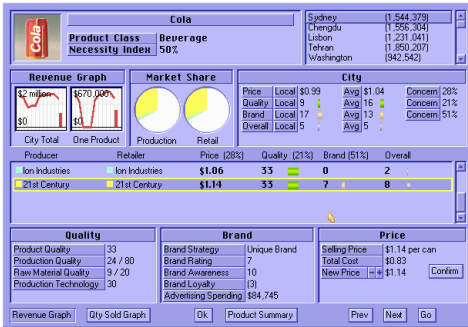 Cola
Cola
Product Class Beverage
Necessity Index 50%
Sydney (1,544,379)
Chengdu (1,556,304)
Lisbon (1,231,041)
Tehran (1,850,207)
Washington (942,542)
Revenue Graph
$2 million
$0
$670,000
$0
City Total One Product
Market Share
Production Retail
City
Price Local $0.99 Avg $1.04 Concern 28%
Quality Local 9 Avg 16 Concern 21%
Brand Local 17 Avg 13 Concern 51%
Overall Local 5 Avg 5
Producer Retailer Price (28%) Quality (21%) Brand (51%) Overall
Ion Industries Ion Industries $1.06 33 0 2
21st Century 21st Century $1.14 33 7 8
Quality
Product Quality 33
Production Quality 24 / 80
Raw Material Quality 9 / 20
Production Technology 30
Brand
Brand Strategy Unique Brand
Brand Rating 7
Brand Awareness 10
Brand Loyalty (3)
Advertising Spending $84,745
Price
Selling Price $1.14 per can
Total Cost $0.83
New Price - + $1.14 Confirm
Revenue Graph Qty Sold Graph Ok Product Summary Prev Next Go